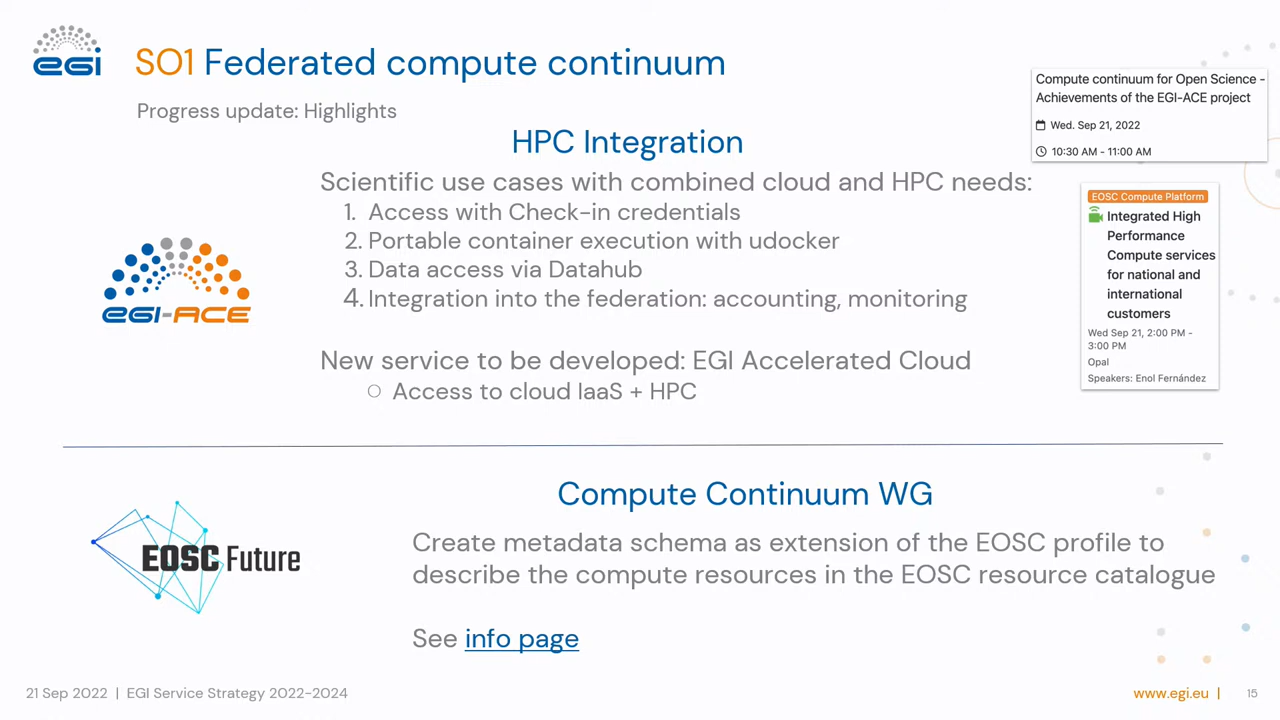 egi
SO1 Federated compute continuum
Progress update: Highlights
Compute continuum for Open Science -
Achievements of the EGI-ACE project
Wed. Sep 21, 2022
10:30 AM - 11:00 AM
HPC Integration
Scientific use cases with combined cloud and HPC needs:
1. Access with Check-in credentials
2. Portable container execution with udocker
3. Data access via Datahub
4. Integration into the federation: accounting, monitoring
New service to be developed: EGI Accelerated Cloud
Access to cloud IaaS + HPC
EGI-ACE
EOSC Compute Platform
Integrated High
Performance
Compute services
for national and
international
customers
Wed Sep 21, 2:00 PM -
3:00 PM
Opal
Speakers: Enol Fernández
Compute Continuum WG
EOSC Future
Create metadata schema as extension of the EOSC profile to
describe the compute resources in the EOSC resource catalogue
See info page
21 Sep 2022 | EGI Service Strategy 2022-2024
www.egi.eu |
15